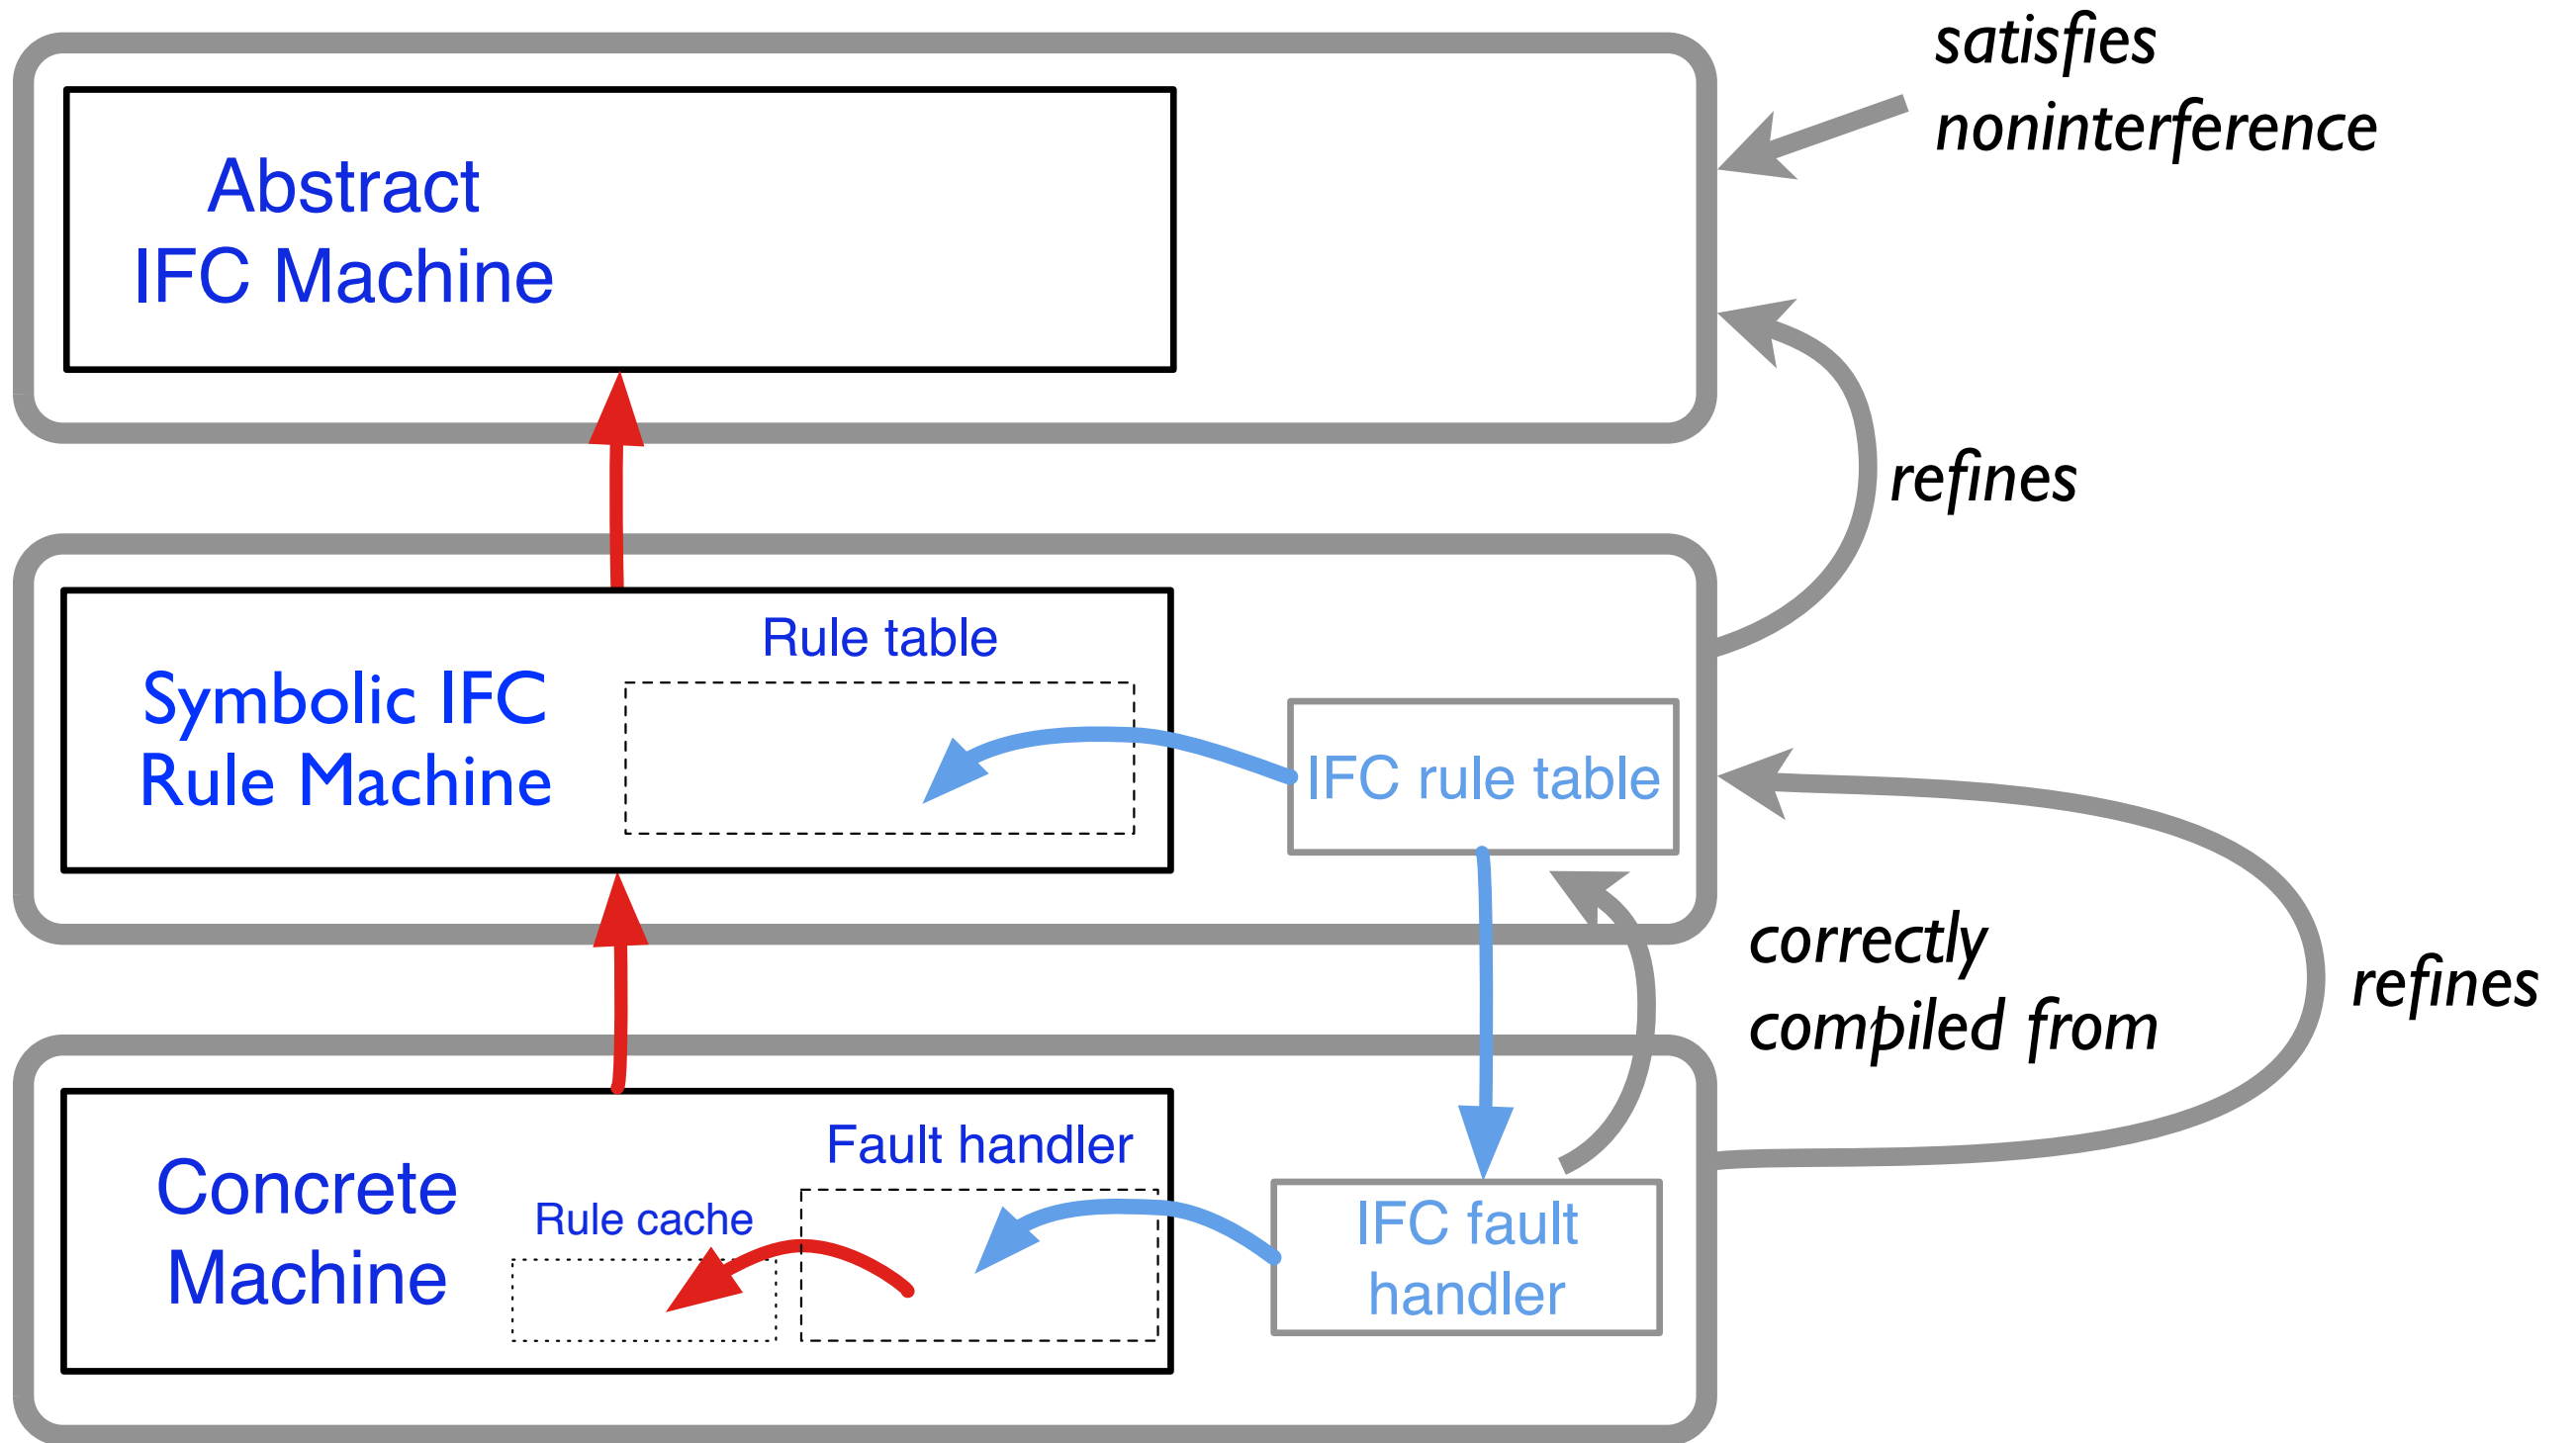 satisfies
noninterference
Abstract
IFC Machine
refines
Rule table
Symbolic IFC
Rule Machine
IFC rule table
correctly
compiled from
refines
Fault handler
Concrete
Machine
Rule cache
IFC fault
handler